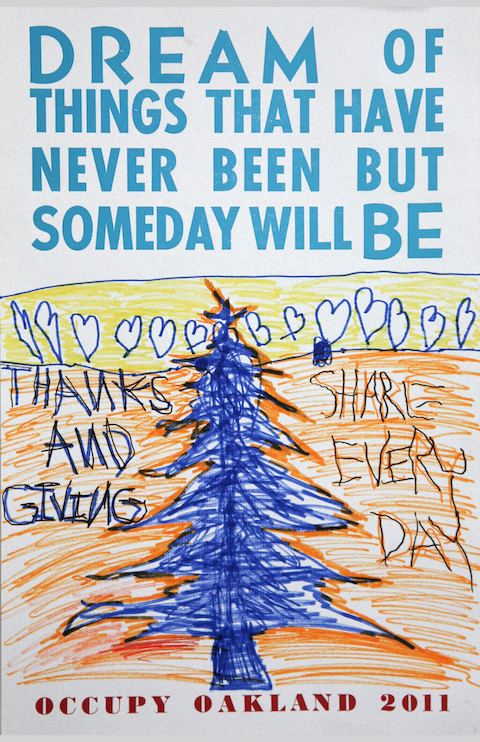 DREAM OF
THINGS THAT HAVE
NEVER BEEN BUT
SOMEDAY WILL BE
THANKS
AND
GIVING
SHARE
EVERY
DAY
OCCUPY OAKLAND 2011